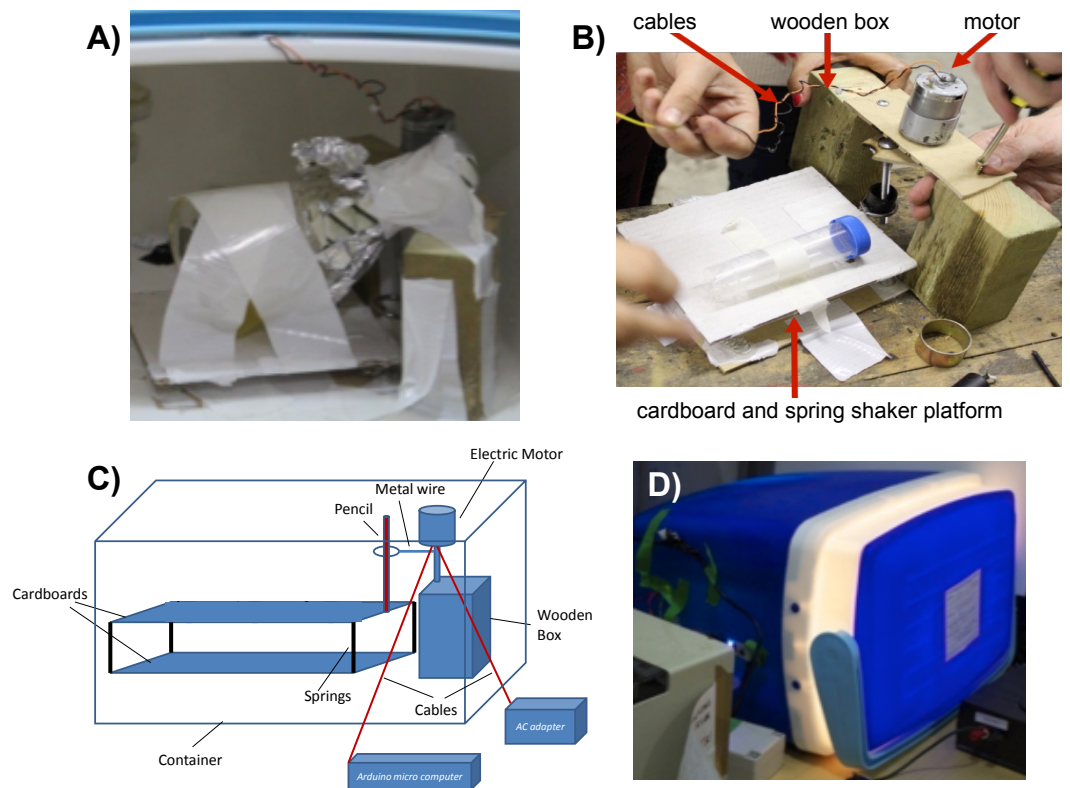 A)
B)
cables
wooden box
motor
cardboard and spring shaker platform
C)
Electric Motor
Metal wire
Pencil
Cardboards
Wooden
Box
Springs
Cables
AC adapter
Container
Arduino micro computer
D)